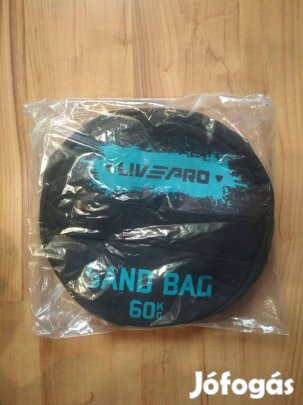 LIVEPRO
SAND BAG
60KG
Jófogás